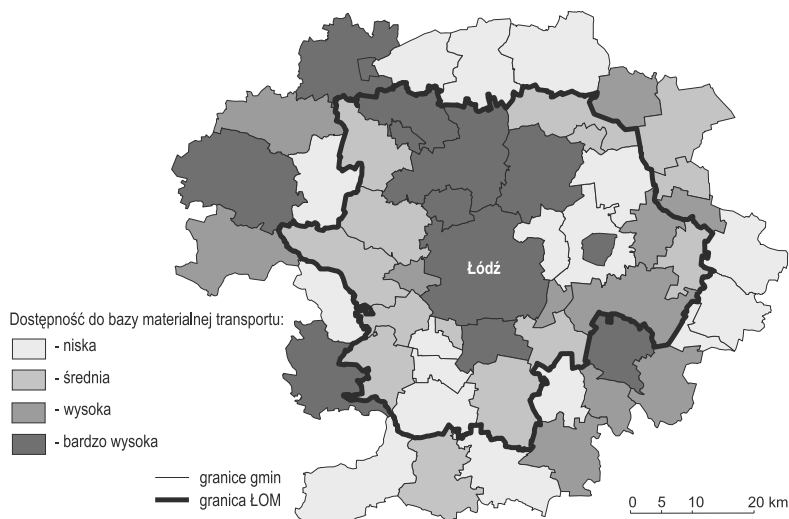 Łódź
Dostępność do bazy materialnej transportu:
- niska
- średnia
- wysoka
- bardzo wysoka
granice gmin
granica ŁOM
0 5 10 20 km